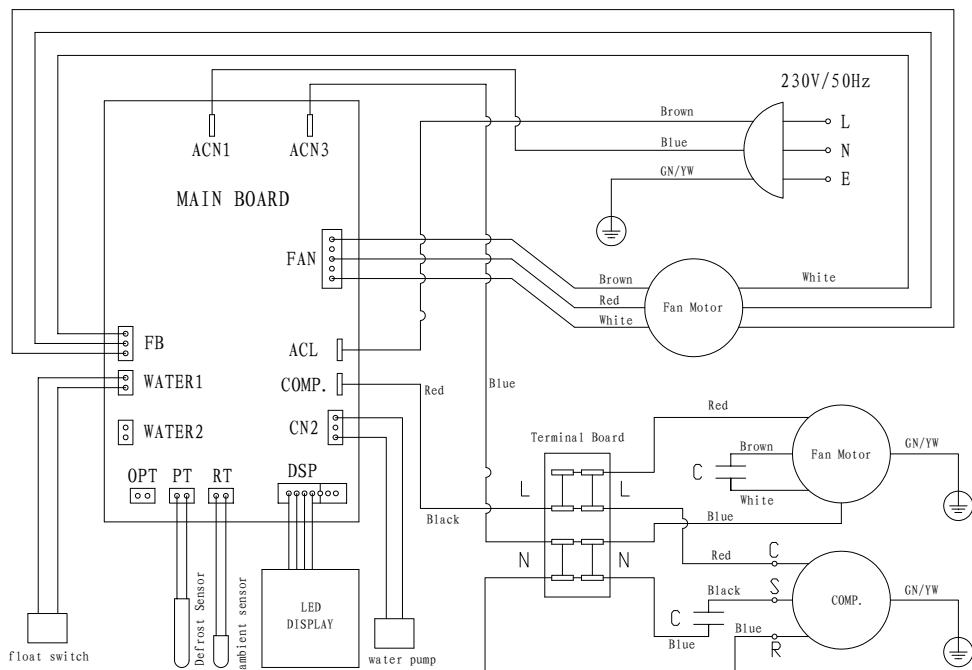 230V/50Hz
Brown
L
ACN1
ACN3
Blue
N
GN/YW
E
MAIN BOARD
FAN
Brown
White
Red
Fan Motor
White
FB
ACL
WATER1
COMP.
Red
Blue
Red
WATER2
CN2
Terminal Board
Brown
Fan Motor
GN/YW
C
OPT
PT
RT
DSP
L
L
White
Black
Blue
N
N
Red
C
Defrost Sensor
ambient sensor
LED
DISPLAY
Black
S
COMP.
GN/YW
C
Blue
Blue
R
float switch
water pump